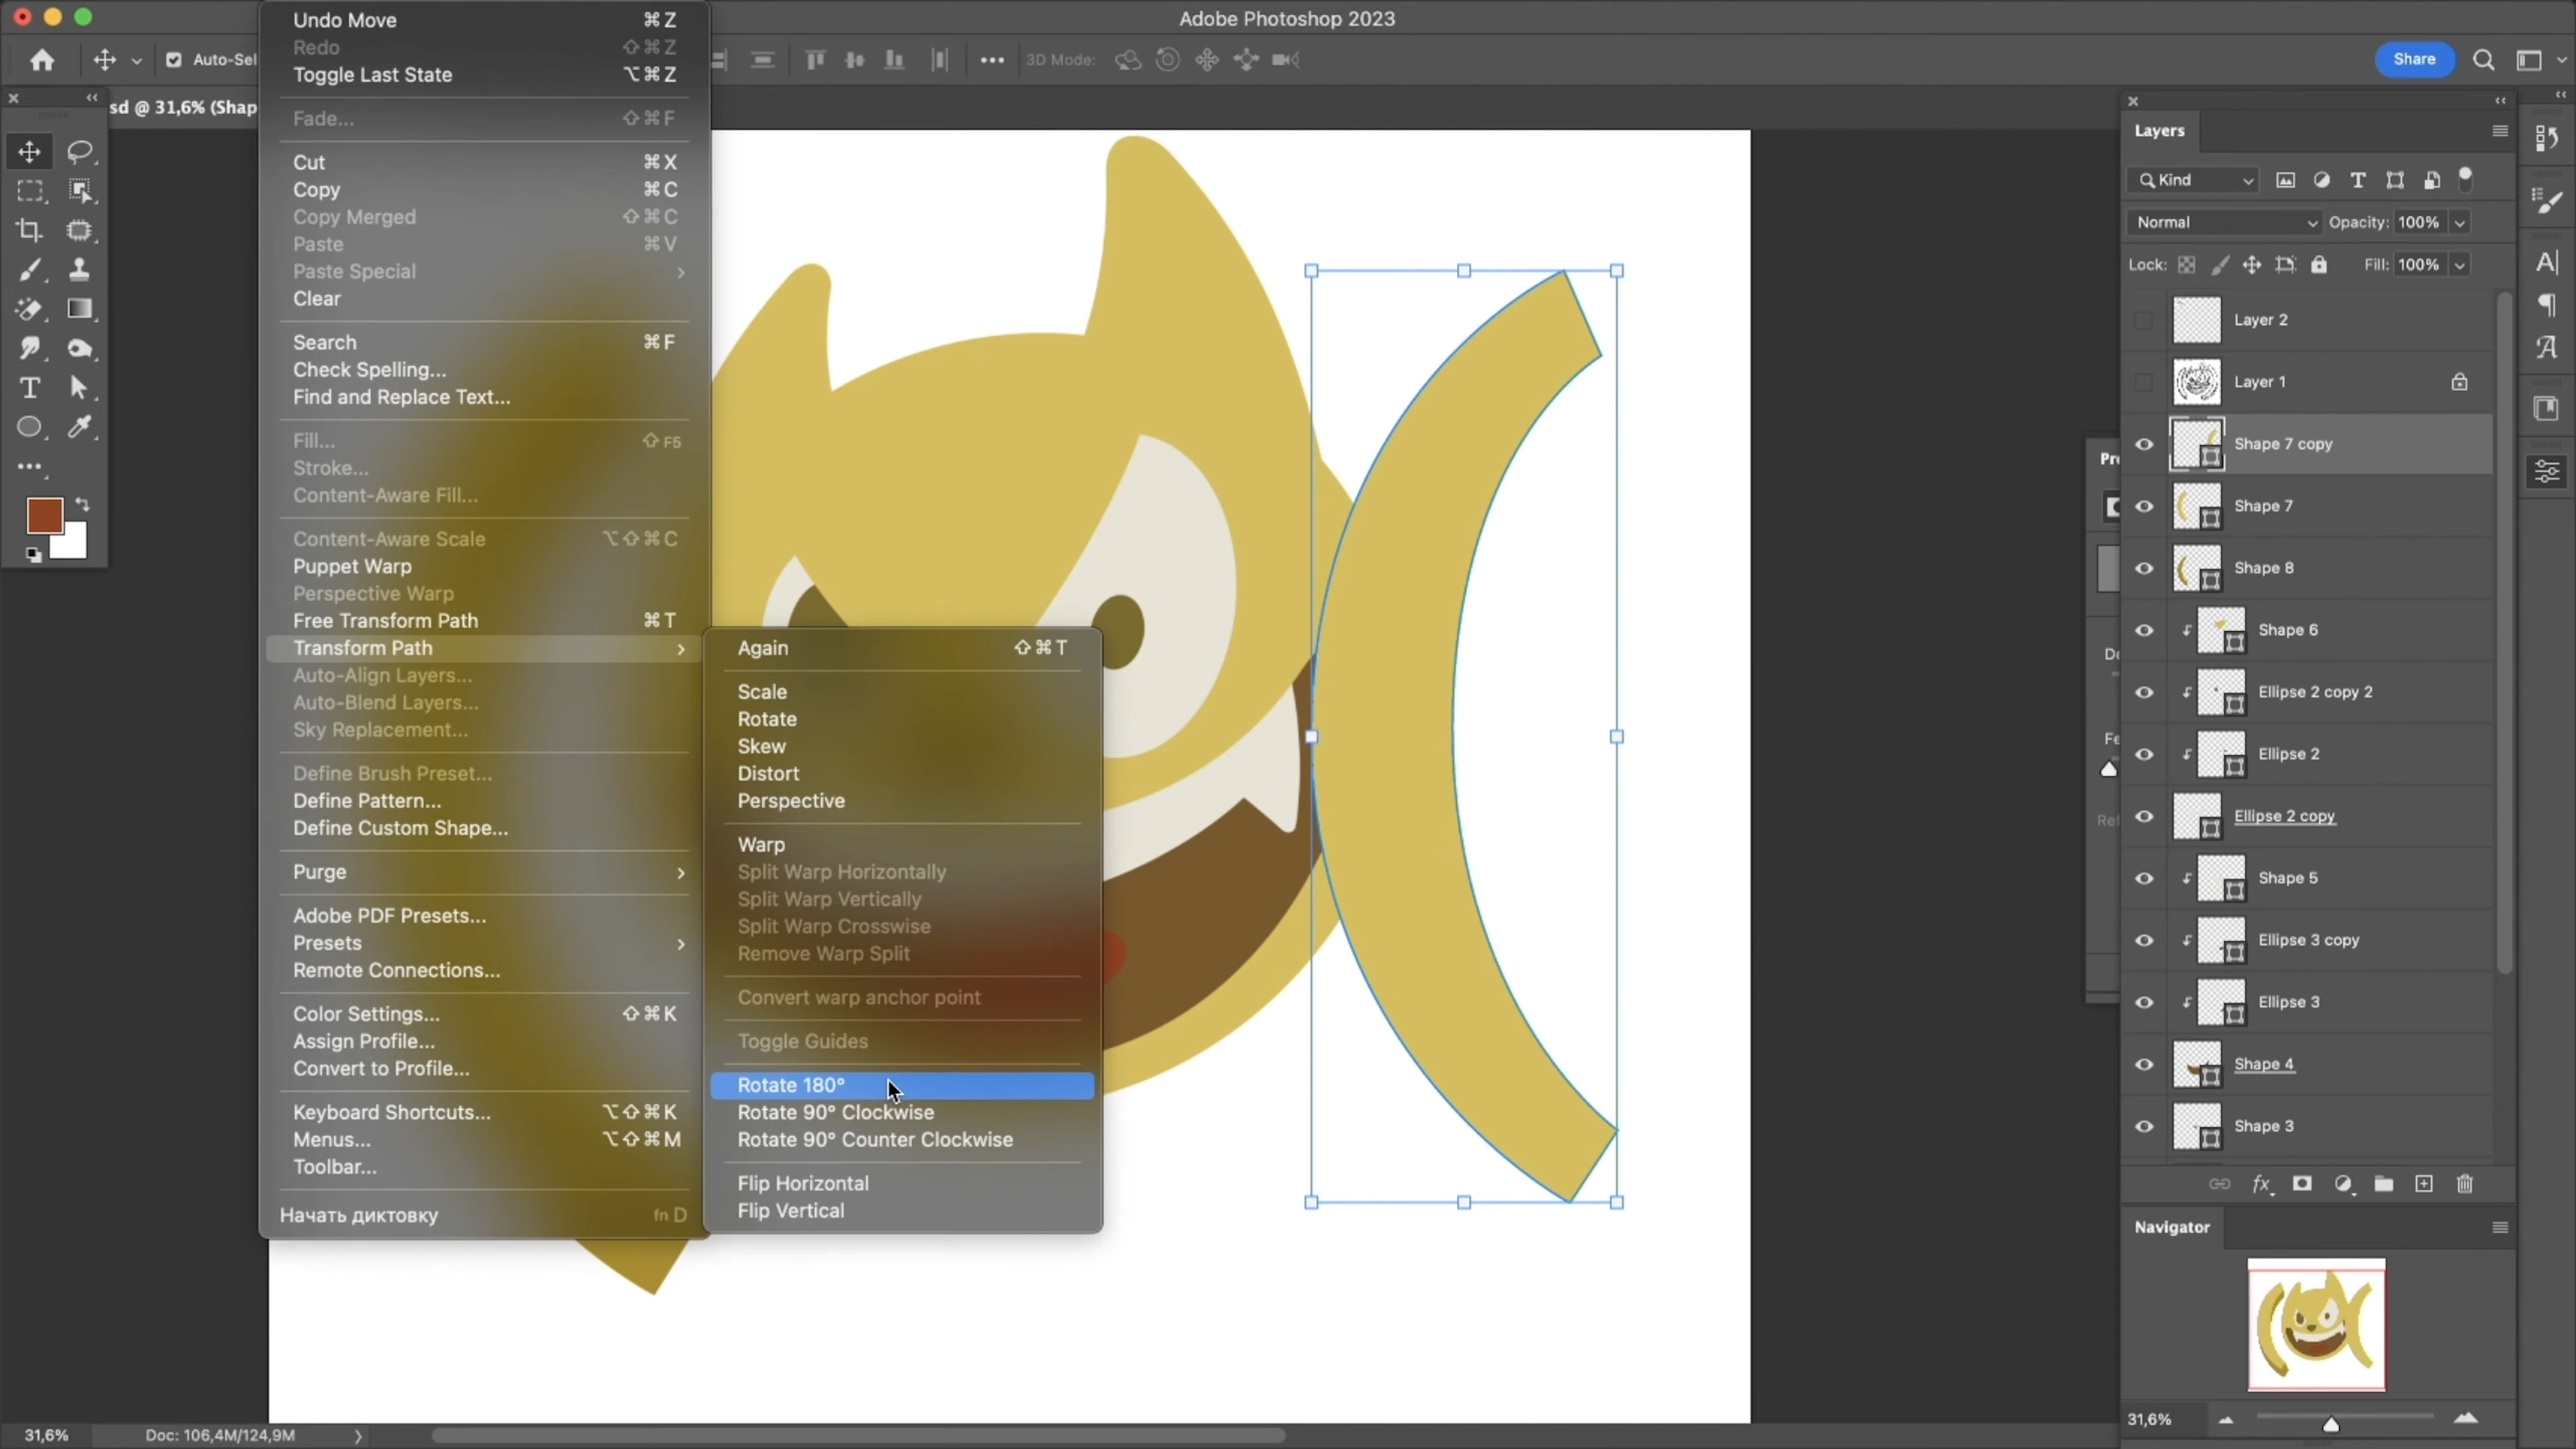 Adobe Photoshop 2023
Auto-Sel
3D Mode:
Share
sd @ 31,6% (Shap
Undo Move ⌘Z
Redo ⇧⌘Z
Toggle Last State ⌥⌘Z
Fade... ⇧⌘F
Cut ⌘X
Copy ⌘C
Copy Merged ⇧⌘C
Paste ⌘V
Paste Special
Clear
Search ⌘F
Check Spelling...
Find and Replace Text...
Fill... ⇧F5
Stroke...
Content-Aware Fill...
Content-Aware Scale ⌥⇧⌘C
Puppet Warp
Perspective Warp
Free Transform Path ⌘T
Transform Path
Auto-Align Layers...
Auto-Blend Layers...
Sky Replacement...
Define Brush Preset...
Define Pattern...
Define Custom Shape...
Purge
Adobe PDF Presets...
Presets
Remote Connections...
Color Settings... ⇧⌘K
Assign Profile...
Convert to Profile...
Keyboard Shortcuts... ⌥⇧⌘K
Menus... ⌥⇧⌘M
Toolbar...
Начать диктовку fn D
Again ⇧⌘T
Scale
Rotate
Skew
Distort
Perspective
Warp
Split Warp Horizontally
Split Warp Vertically
Split Warp Crosswise
Remove Warp Split
Convert warp anchor point
Toggle Guides
Rotate 180°
Rotate 90° Clockwise
Rotate 90° Counter Clockwise
Flip Horizontal
Flip Vertical
Pr
De
Fe
Ref
Layers
Kind
Normal Opacity: 100%
Lock: Fill: 100%
Layer 2
Layer 1
Shape 7 copy
Shape 7
Shape 8
Shape 6
Ellipse 2 copy 2
Ellipse 2
Ellipse 2 copy
Shape 5
Ellipse 3 copy
Ellipse 3
Shape 4
Shape 3
fx
Navigator
31,6%
31,6% Doc: 106,4M/124,9M